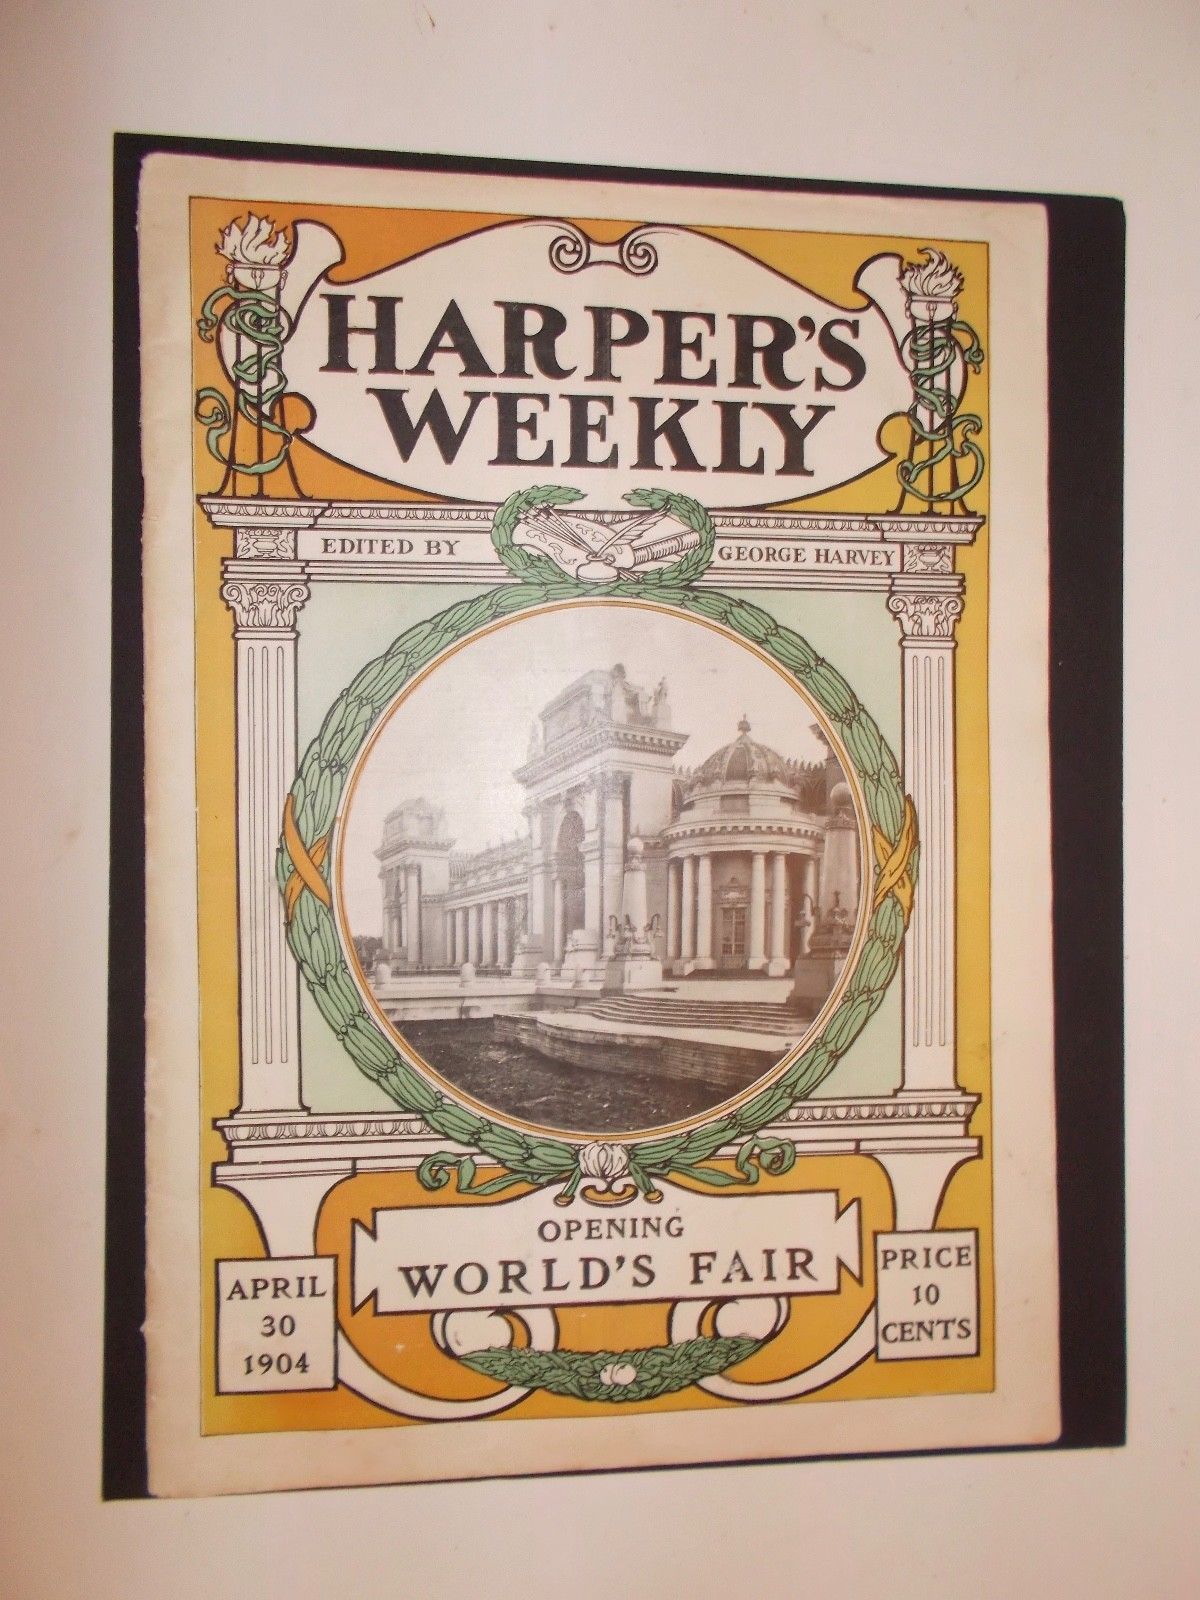 HARPER'S
WEEKLY
EDITED BY
GEORGE HARVEY
OPENING
WORLD'S FAIR
APRIL
30
1904
PRICE
10
CENTS